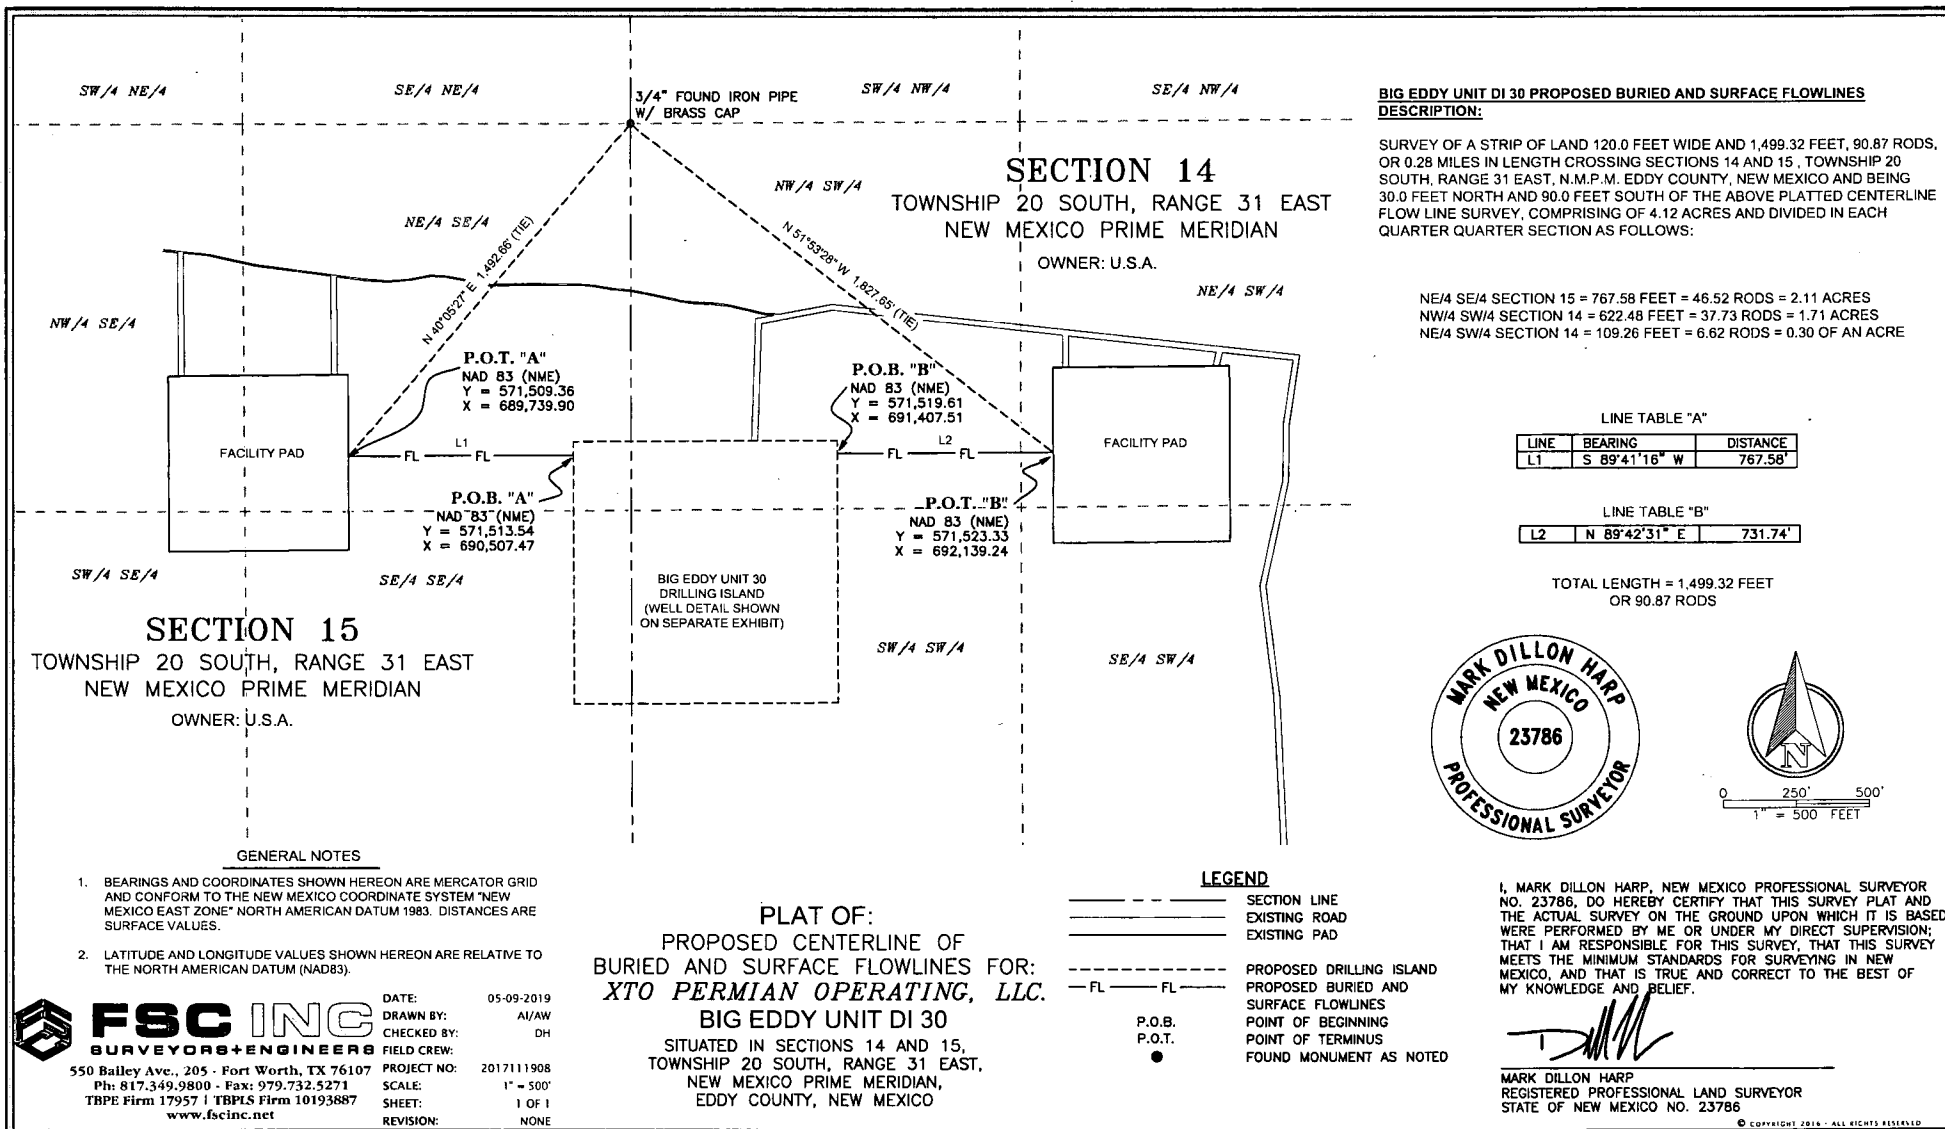 SW/4 NE/4
SE/4 NE/4
SW/4 NW/4
SE/4 NW/4
3/4" FOUND IRON PIPE
W/ BRASS CAP
SECTION 14
TOWNSHIP 20 SOUTH, RANGE 31 EAST
NEW MEXICO PRIME MERIDIAN
OWNER: U.S.A.
NW/4 SW/4
NE/4 SE/4
NE/4 SW/4
NW/4 SE/4
N 40°05'27" E 1,492.66' (TIE)
N 51°53'28" W 1,827.65' (TIE)
P.O.T. "A"
NAD 83 (NME)
Y = 571,509.36
X = 689,739.90
P.O.B. "B"
NAD 83 (NME)
Y = 571,519.61
X = 691,407.51
FACILITY PAD
L1
FL FL
L2
FL FL
FACILITY PAD
P.O.B. "A"
NAD 83 (NME)
Y = 571,513.54
X = 690,507.47
P.O.T. "B"
NAD 83 (NME)
Y = 571,523.33
X = 692,139.24
SW/4 SE/4
SE/4 SE/4
BIG EDDY UNIT 30
DRILLING ISLAND
(WELL DETAIL SHOWN
ON SEPARATE EXHIBIT)
SW/4 SW/4
SE/4 SW/4
SECTION 15
TOWNSHIP 20 SOUTH, RANGE 31 EAST
NEW MEXICO PRIME MERIDIAN
OWNER: U.S.A.
BIG EDDY UNIT DI 30 PROPOSED BURIED AND SURFACE FLOWLINES
DESCRIPTION:
SURVEY OF A STRIP OF LAND 120.0 FEET WIDE AND 1,499.32 FEET, 90.87 RODS,
OR 0.28 MILES IN LENGTH CROSSING SECTIONS 14 AND 15 , TOWNSHIP 20
SOUTH, RANGE 31 EAST, N.M.P.M. EDDY COUNTY, NEW MEXICO AND BEING
30.0 FEET NORTH AND 90.0 FEET SOUTH OF THE ABOVE PLATTED CENTERLINE
FLOW LINE SURVEY, COMPRISING OF 4.12 ACRES AND DIVIDED IN EACH
QUARTER QUARTER SECTION AS FOLLOWS:
NE/4 SE/4 SECTION 15 = 767.58 FEET = 46.52 RODS = 2.11 ACRES
NW/4 SW/4 SECTION 14 = 622.48 FEET = 37.73 RODS = 1.71 ACRES
NE/4 SW/4 SECTION 14 = 109.26 FEET = 6.62 RODS = 0.30 OF AN ACRE
LINE TABLE "A"
LINE BEARING DISTANCE
L1 S 89°41'16" W 767.58'
LINE TABLE "B"
L2 N 89°42'31" E 731.74'
TOTAL LENGTH = 1,499.32 FEET
OR 90.87 RODS
MARK DILLON HARP
NEW MEXICO
23786
PROFESSIONAL SURVEYOR
N
0 250' 500'
1" = 500 FEET
GENERAL NOTES
1. BEARINGS AND COORDINATES SHOWN HEREON ARE MERCATOR GRID
AND CONFORM TO THE NEW MEXICO COORDINATE SYSTEM "NEW
MEXICO EAST ZONE" NORTH AMERICAN DATUM 1983. DISTANCES ARE
SURFACE VALUES.
2. LATITUDE AND LONGITUDE VALUES SHOWN HEREON ARE RELATIVE TO
THE NORTH AMERICAN DATUM (NAD83).
FSC INC
SURVEYORS+ENGINEERS
550 Bailey Ave., 205 - Fort Worth, TX 76107
Ph: 817.349.9800 - Fax: 979.732.5271
TBPE Firm 17957 | TBPLS Firm 10193887
www.fscinc.net
DATE: 05-09-2019
DRAWN BY: AI/AW
CHECKED BY: DH
FIELD CREW:
PROJECT NO: 2017111908
SCALE: 1" = 500'
SHEET: 1 OF 1
REVISION: NONE
PLAT OF:
PROPOSED CENTERLINE OF
BURIED AND SURFACE FLOWLINES FOR:
XTO PERMIAN OPERATING, LLC.
BIG EDDY UNIT DI 30
SITUATED IN SECTIONS 14 AND 15,
TOWNSHIP 20 SOUTH, RANGE 31 EAST,
NEW MEXICO PRIME MERIDIAN,
EDDY COUNTY, NEW MEXICO
LEGEND
SECTION LINE
EXISTING ROAD
EXISTING PAD
PROPOSED DRILLING ISLAND
FL FL PROPOSED BURIED AND
SURFACE FLOWLINES
P.O.B. POINT OF BEGINNING
P.O.T. POINT OF TERMINUS
FOUND MONUMENT AS NOTED
I, MARK DILLON HARP, NEW MEXICO PROFESSIONAL SURVEYOR
NO. 23786, DO HEREBY CERTIFY THAT THIS SURVEY PLAT AND
THE ACTUAL SURVEY ON THE GROUND UPON WHICH IT IS BASED
WERE PERFORMED BY ME OR UNDER MY DIRECT SUPERVISION;
THAT I AM RESPONSIBLE FOR THIS SURVEY, THAT THIS SURVEY
MEETS THE MINIMUM STANDARDS FOR SURVEYING IN NEW
MEXICO, AND THAT IS TRUE AND CORRECT TO THE BEST OF
MY KNOWLEDGE AND BELIEF.
MARK DILLON HARP
REGISTERED PROFESSIONAL LAND SURVEYOR
STATE OF NEW MEXICO NO. 23786
© COPYRIGHT 2016 - ALL RIGHTS RESERVED